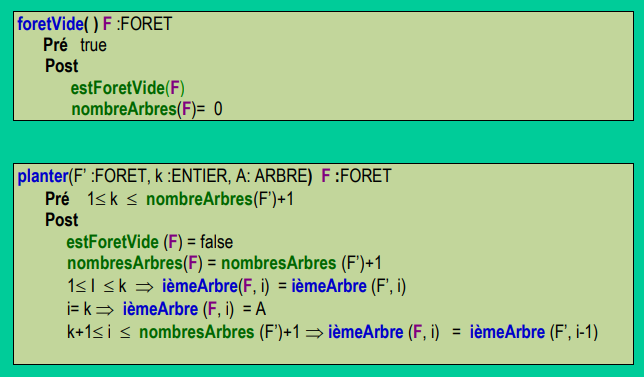 foretVide( ) F :FORET
Pré true
Post
estForetVide(F)
nombreArbres(F)= 0
planter(F' :FORET, k :ENTIER, A: ARBRE) F :FORET
Pré 1≤ k ≤ nombreArbres(F')+1
Post
estForetVide (F) = false
nombresArbres(F) = nombresArbres (F')+1
1≤ I ≤ k ⇒ ièmeArbre(F, i) = ièmeArbre (F', i)
i= k ⇒ ièmeArbre (F, i) = A
k+1≤ i ≤ nombresArbres (F')+1 ⇒ ièmeArbre (F, i) = ièmeArbre (F', i-1)